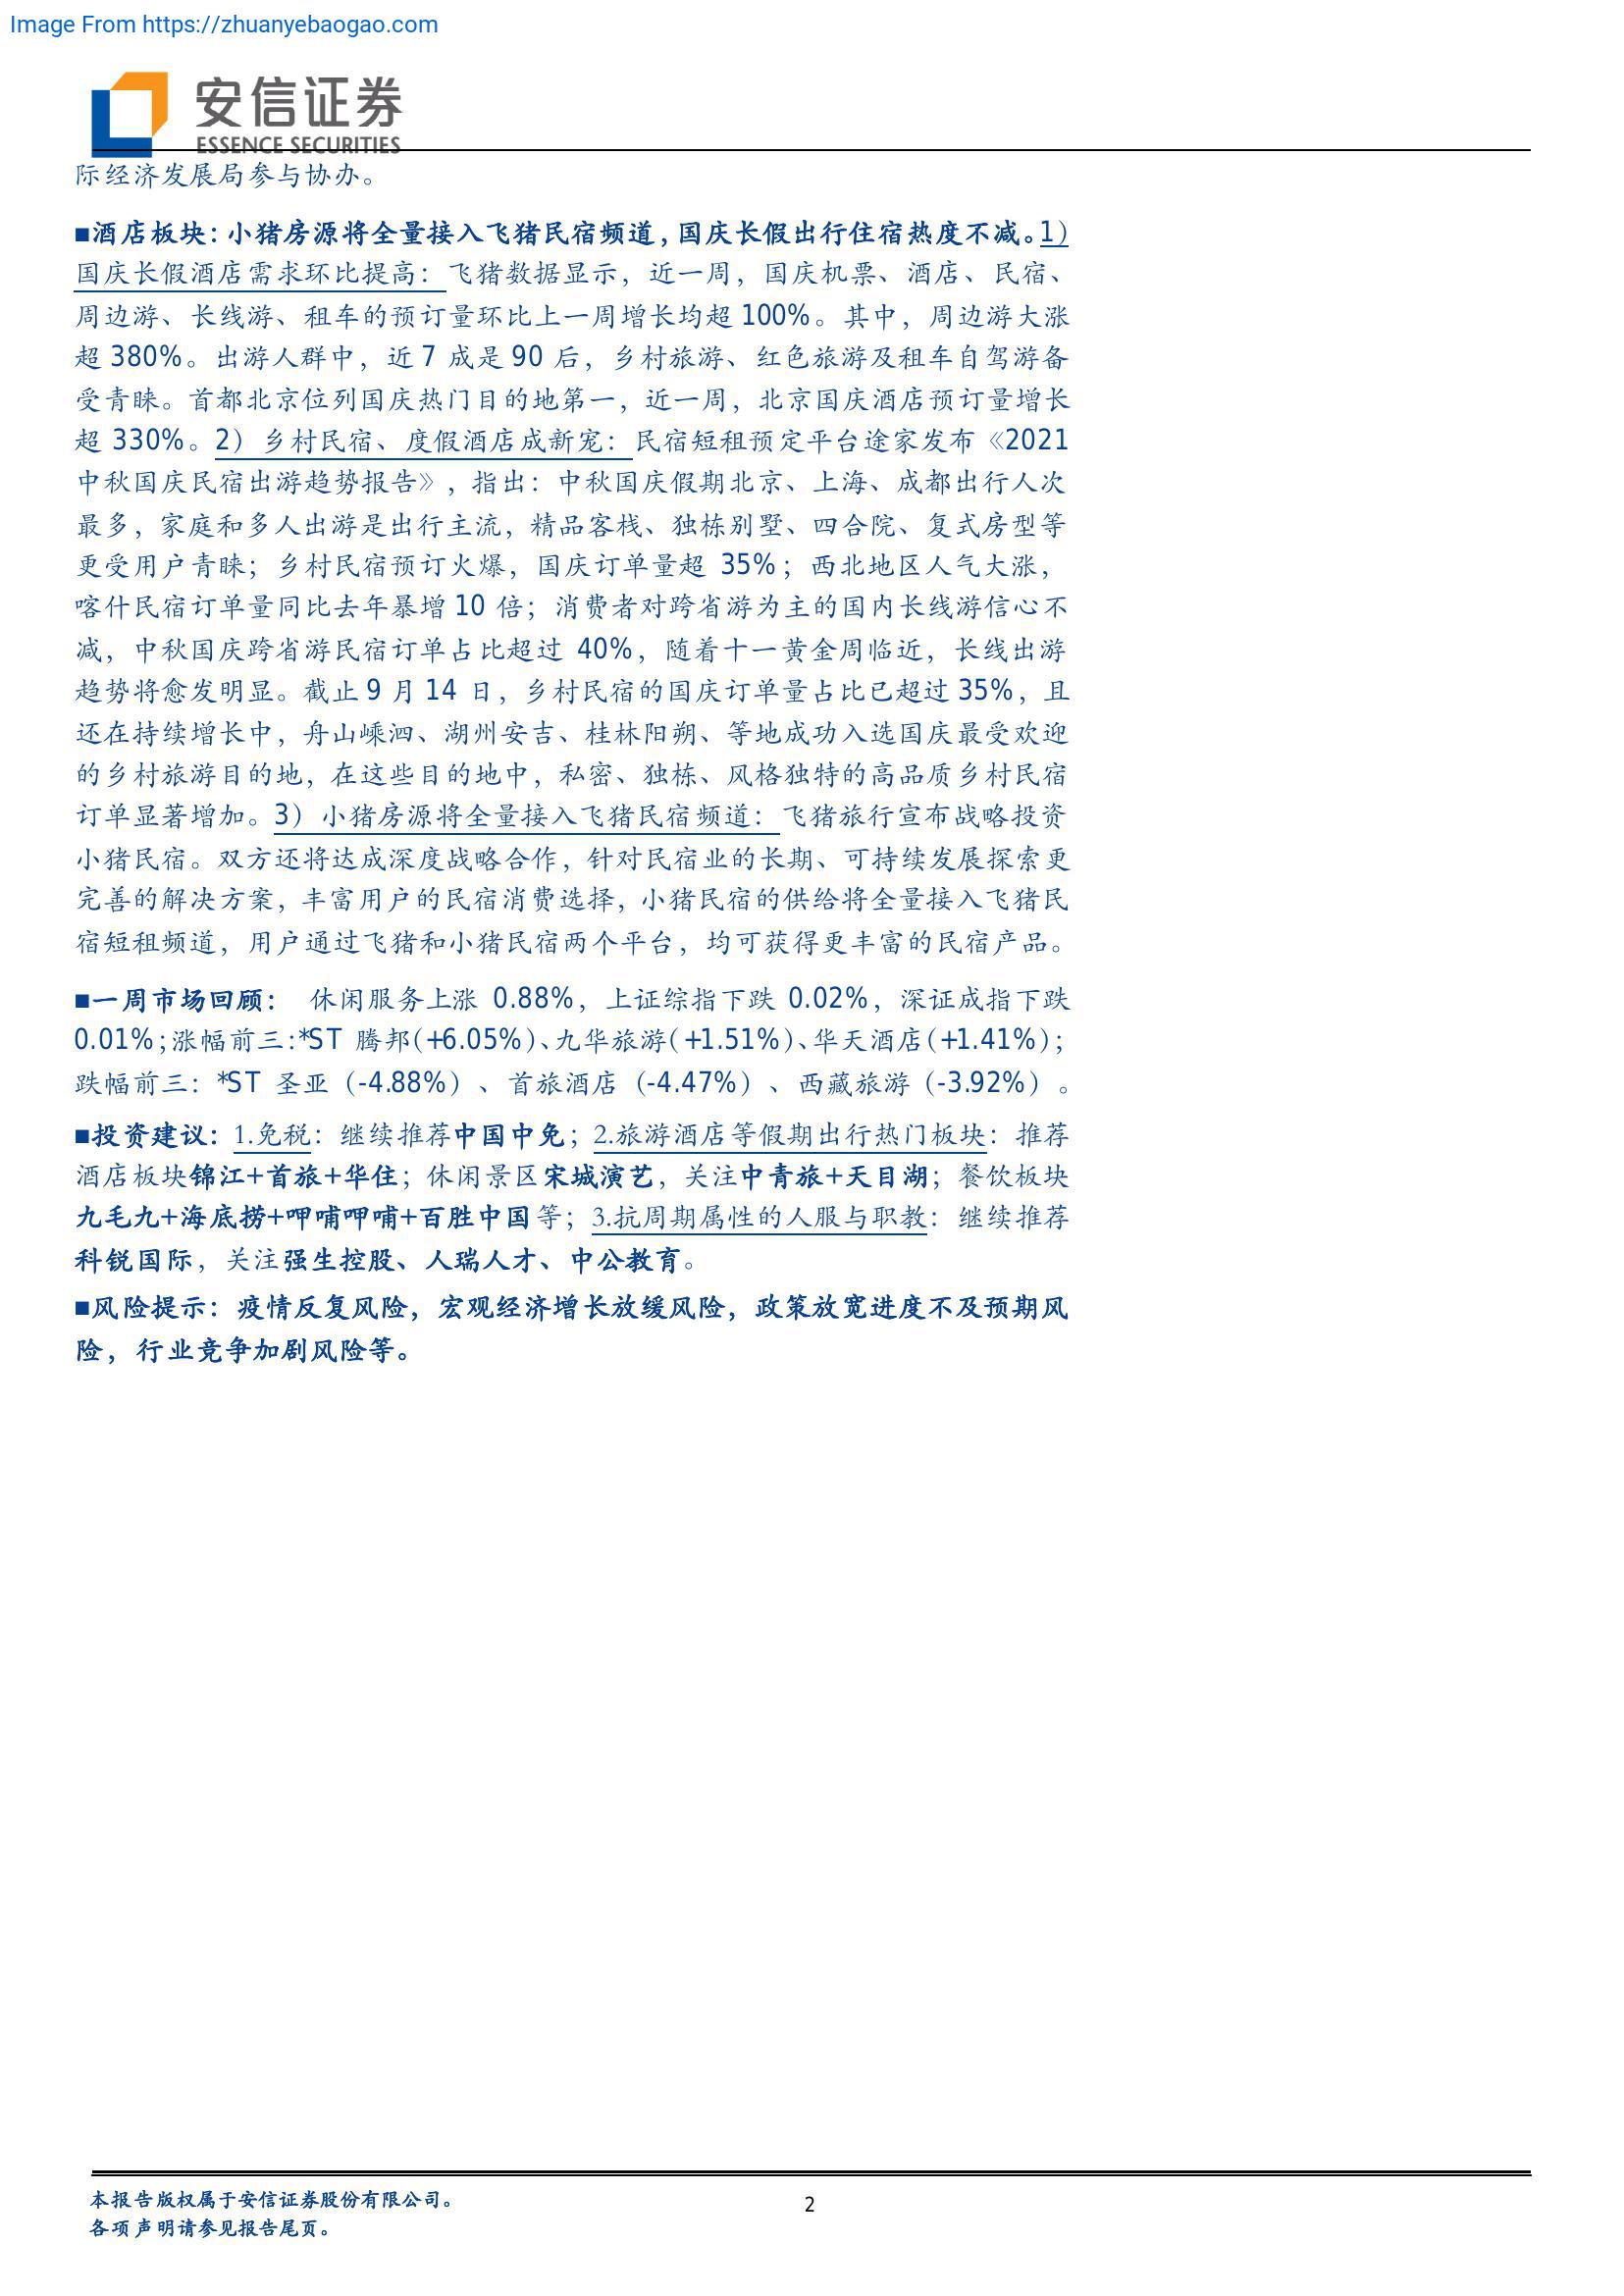 Image From https://zhuanyebaogao.com
安信证券
ESSENCE SECURITIES
际经济发展局参与协办。
■酒店板块：小猪房源将全量接入飞猪民宿频道，国庆长假出行住宿热度不减。1）
国庆长假酒店需求环比提高：飞猪数据显示，近一周，国庆机票、酒店、民宿、
周边游、长线游、租车的预订量环比上一周增长均超 100%。其中，周边游大涨
超 380%。出游人群中，近 7 成是 90 后，乡村旅游、红色旅游及租车自驾游备
受青睐。首都北京位列国庆热门目的地第一，近一周，北京国庆酒店预订量增长
超 330%。2）乡村民宿、度假酒店成新宠：民宿短租预定平台途家发布《2021
中秋国庆民宿出游趋势报告》，指出：中秋国庆假期北京、上海、成都出行人次
最多，家庭和多人出游是出行主流，精品客栈、独栋别墅、四合院、复式房型等
更受用户青睐；乡村民宿预订火爆，国庆订单量超 35%；西北地区人气大涨，
喀什民宿订单量同比去年暴增 10 倍；消费者对跨省游为主的国内长线游信心不
减，中秋国庆跨省游民宿订单占比超过 40%，随着十一黄金周临近，长线出游
趋势将愈发明显。截止 9 月 14 日，乡村民宿的国庆订单量占比已超过 35%，且
还在持续增长中，舟山嵊泗、湖州安吉、桂林阳朔、等地成功入选国庆最受欢迎
的乡村旅游目的地，在这些目的地中，私密、独栋、风格独特的高品质乡村民宿
订单显著增加。3）小猪房源将全量接入飞猪民宿频道：飞猪旅行宣布战略投资
小猪民宿。双方还将达成深度战略合作，针对民宿业的长期、可持续发展探索更
完善的解决方案，丰富用户的民宿消费选择，小猪民宿的供给将全量接入飞猪民
宿短租频道，用户通过飞猪和小猪民宿两个平台，均可获得更丰富的民宿产品。
■一周市场回顾： 休闲服务上涨 0.88%，上证综指下跌 0.02%，深证成指下跌
0.01%；涨幅前三：*ST 腾邦（+6.05%）、九华旅游（+1.51%）、华天酒店（+1.41%）；
跌幅前三：*ST 圣亚（-4.88%）、首旅酒店（-4.47%）、西藏旅游（-3.92%）。
■投资建议：1.免税：继续推荐中国中免；2.旅游酒店等假期出行热门板块：推荐
酒店板块锦江+首旅+华住；休闲景区宋城演艺，关注中青旅+天目湖；餐饮板块
九毛九+海底捞+呷哺呷哺+百胜中国等；3.抗周期属性的人服与职教：继续推荐
科锐国际，关注强生控股、人瑞人才、中公教育。
■风险提示：疫情反复风险，宏观经济增长放缓风险，政策放宽进度不及预期风
险，行业竞争加剧风险等。
本报告版权属于安信证券股份有限公司。
各项声明请参见报告尾页。
2